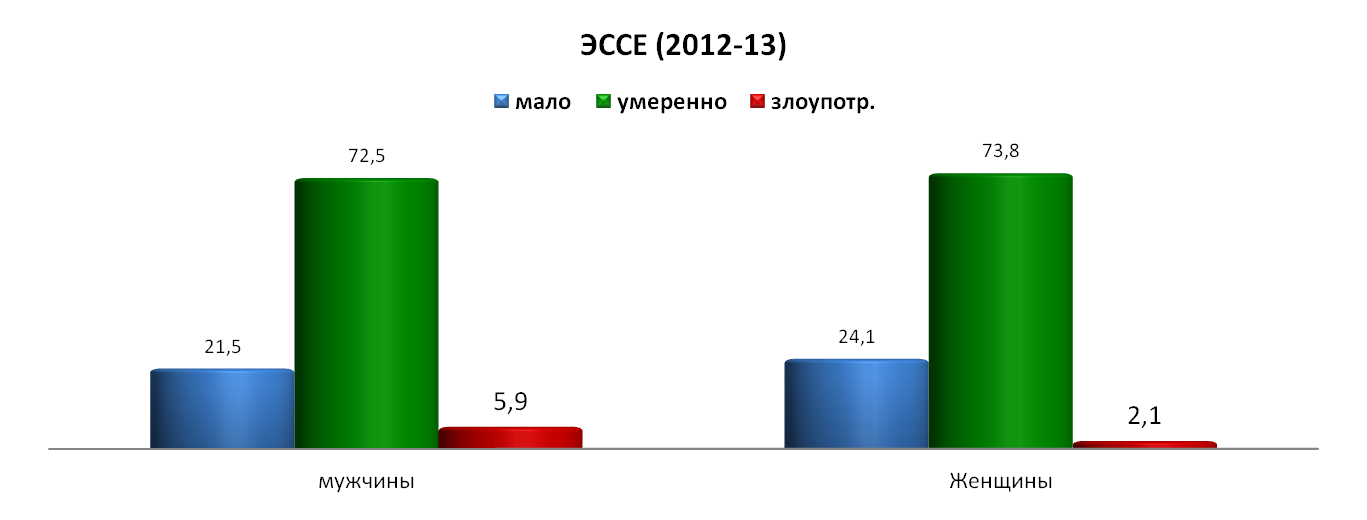 ЭССЕ (2012-13)
мало умеренно злоупотр.
72,5
73,8
21,5
24,1
5,9
2,1
мужчины
Женщины